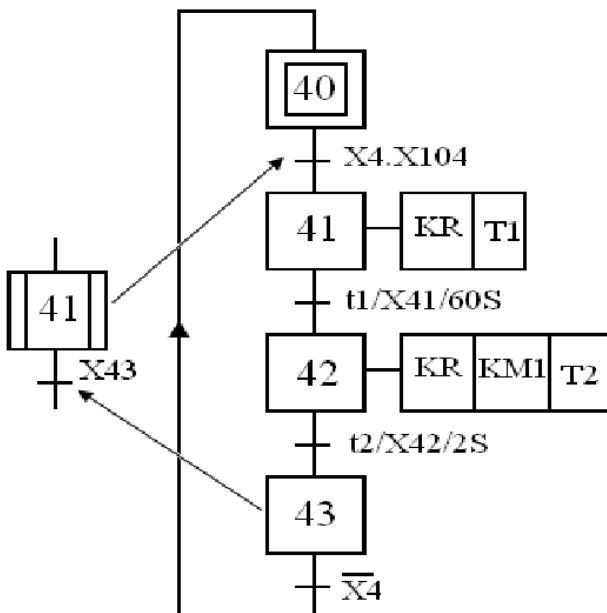 40
X4.X104
41
KR T1
t1/X41/60S
41
X43
42
KR KM1 T2
t2/X42/2S
43
X̅4̅